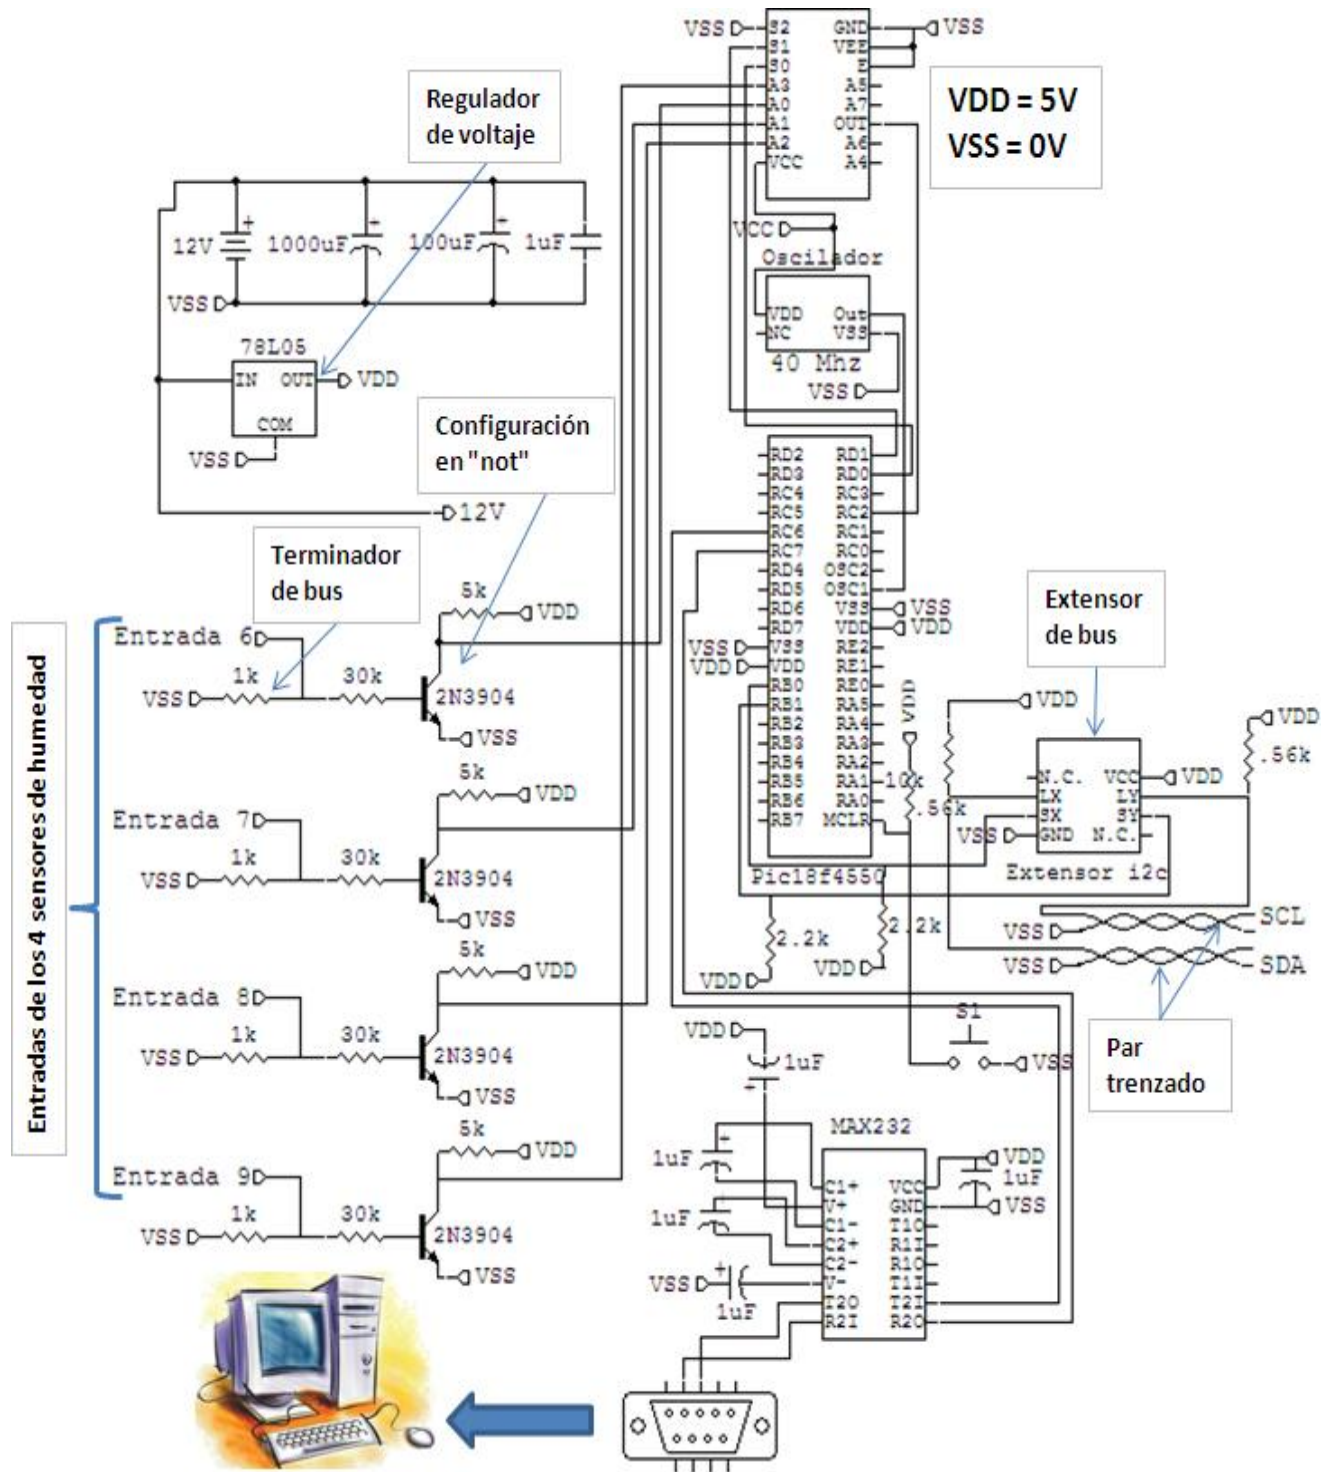 VSS
S2
S1
S0
A3
A0
A1
A2
VCC
GND
VEE
E
A5
A7
OUT
A6
A4
VSS
VDD = 5V
VSS = 0V
Regulador
de voltaje
12V
+
1000uF
+
100uF
+
1uF
VSS
78L05
IN
OUT
COM
VDD
VSS
12V
VCC
Oscilador
VDD
NC
Out
VSS
40 Mhz
VSS
Configuración
en "not"
Terminador
de bus
Entradas de los 4 sensores de humedad
Entrada 6
VSS
1k
30k
5k
VDD
2N3904
VSS
Entrada 7
VSS
1k
30k
5k
VDD
2N3904
VSS
Entrada 8
VSS
1k
30k
5k
VDD
2N3904
VSS
Entrada 9
VSS
1k
30k
5k
VDD
2N3904
VSS
RD2
RD3
RC4
RC5
RC6
RC7
RD4
RD5
RD6
RD7
VSS
VDD
RB0
RB1
RB2
RB3
RB4
RB5
RB6
RB7
RD1
RD0
RC3
RC2
RC1
RC0
OSC2
OSC1
VSS
VDD
RE2
RE1
RE0
RA5
RA4
RA3
RA2
RA1
RA0
MCLR
VSS
VDD
VSS
VDD
Pic18f4550
VDD
10k
.56k
VDD
Extensor
de bus
N.C.
LX
SX
GND
VCC
LY
SY
N.C.
VDD
VSS
Extensor i2c
VDD
.56k
2.2k
VDD
2.2k
VDD
VSS
SCL
VSS
SDA
Par
trenzado
S1
VSS
VDD
1uF
+
MAX232
1uF
+
1uF
+
VSS
+
1uF
C1+
V+
C1-
C2+
C2-
V-
T2O
R2I
VCC
GND
T1O
R1I
R1O
T1I
T2I
R2O
VDD
1uF
VSS